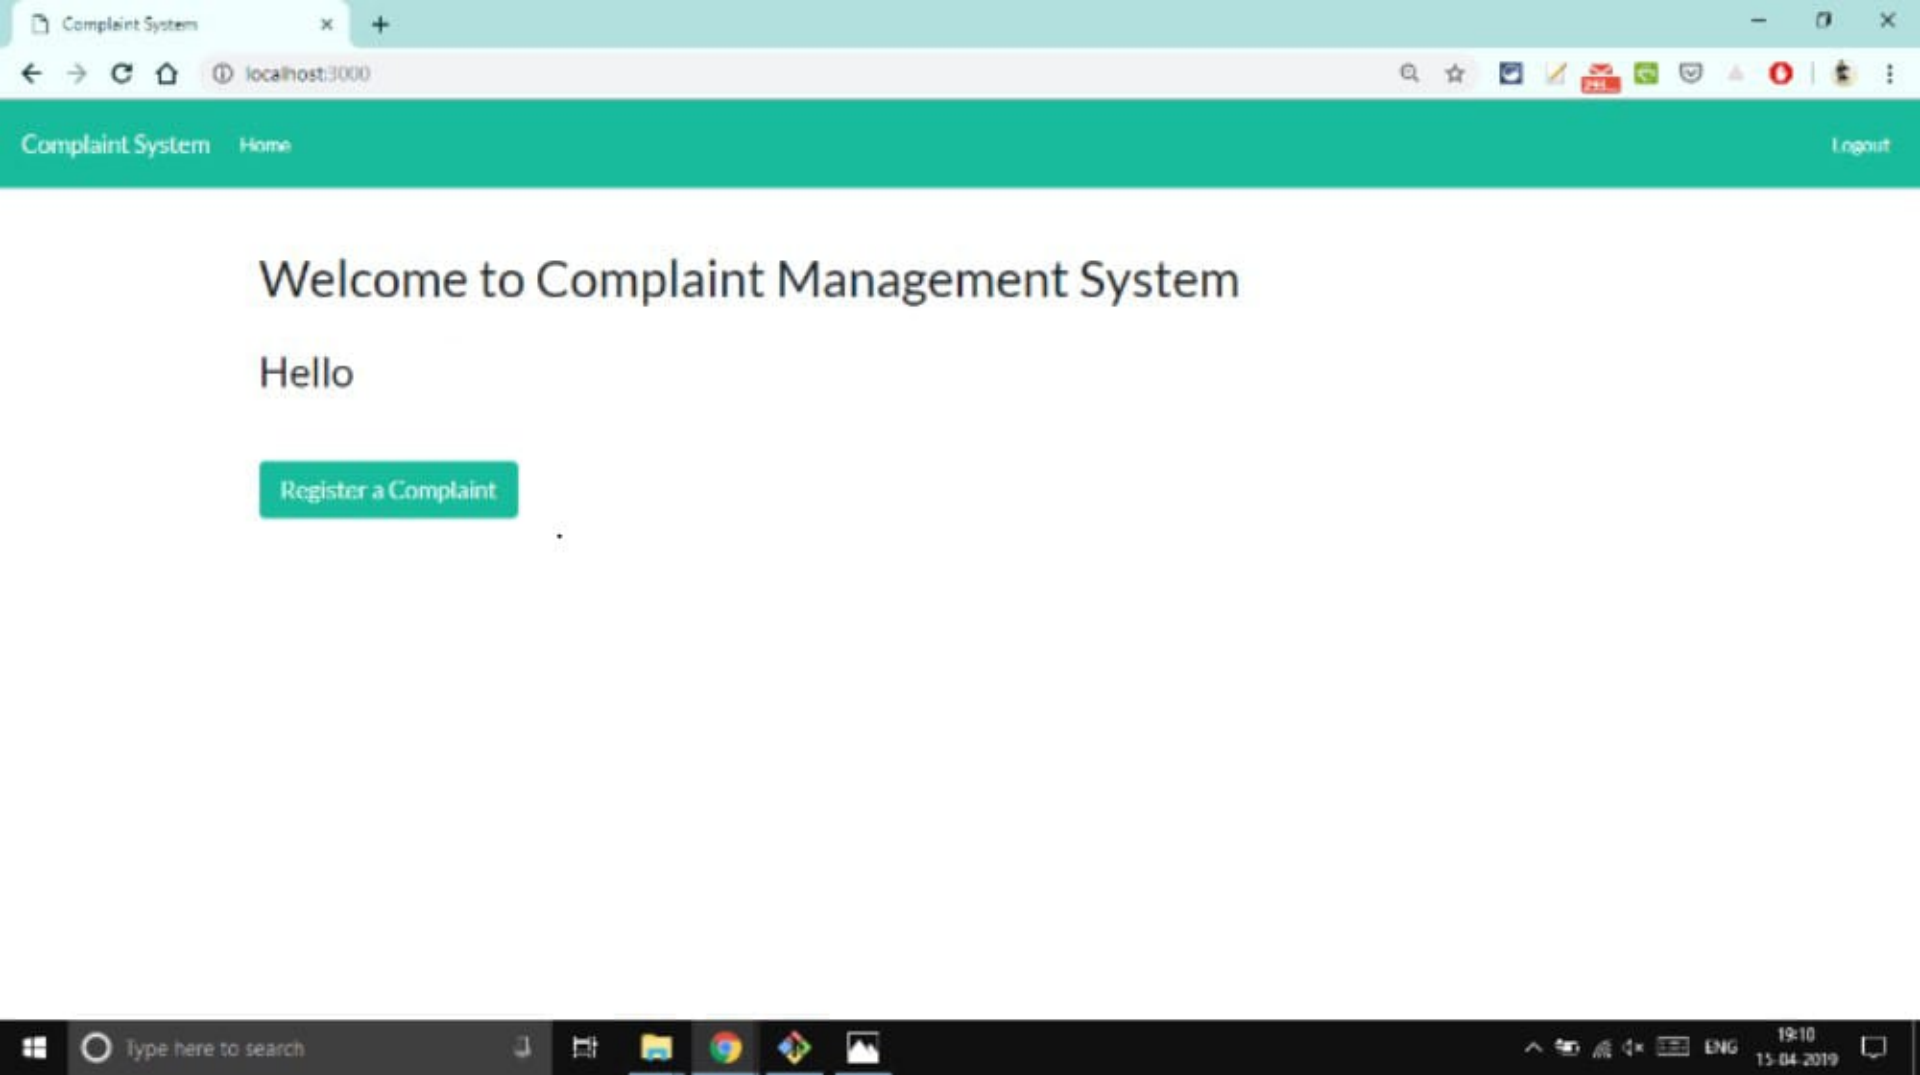 Complaint System
localhost:3000
Complaint System Home Logout
Welcome to Complaint Management System
Hello
Register a Complaint
Type here to search
ENG
19:10
15-04-2019